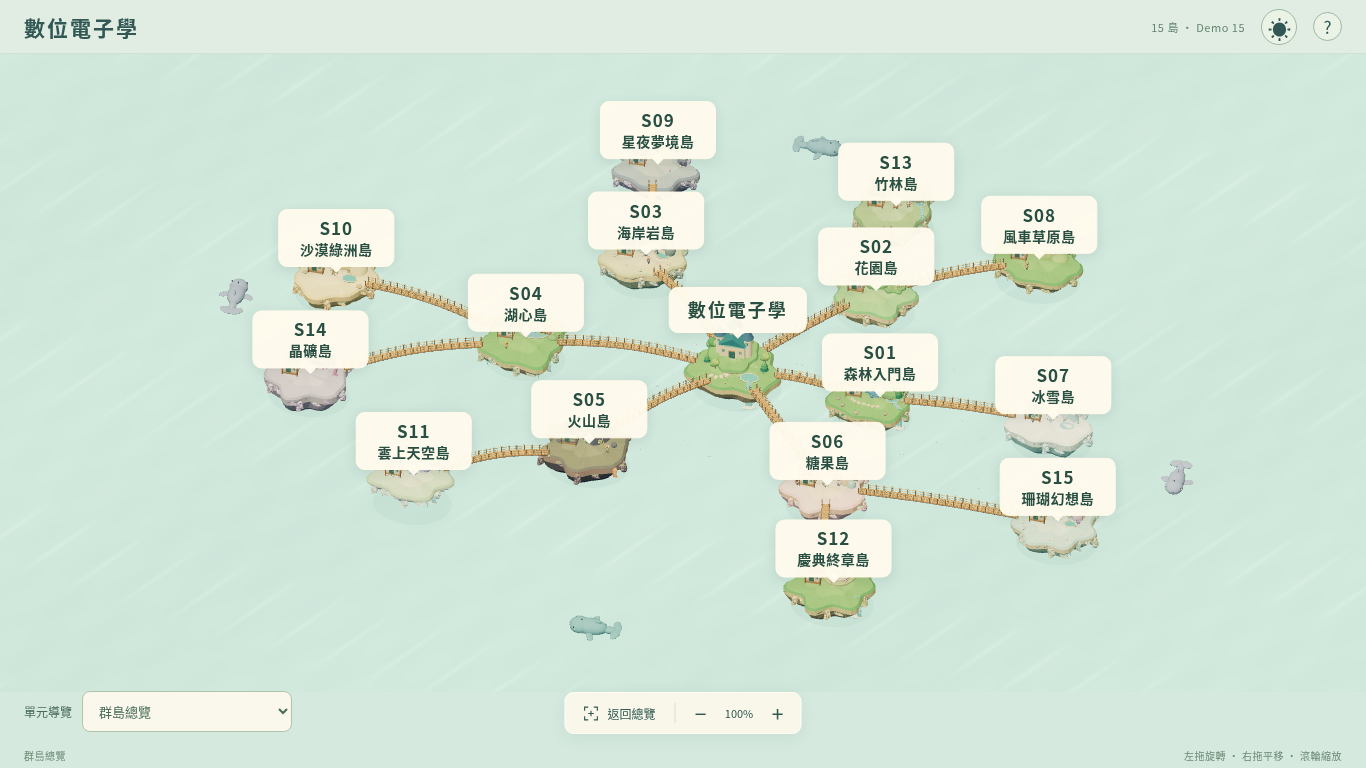 數位電子學
15 島 · Demo 15
?
S09
星夜夢境島
S13
竹林島
S03
海岸岩島
S08
風車草原島
S10
沙漠綠洲島
S02
花園島
S04
湖心島
數位電子學
S14
晶礦島
S01
森林入門島
S07
冰雪島
S05
火山島
S11
雲上天空島
S06
糖果島
S15
珊瑚幻想島
S12
慶典終章島
單元導覽
群島總覽
返回總覽
− 100% +
群島總覽
左拖旋轉 · 右拖平移 · 滾輪縮放